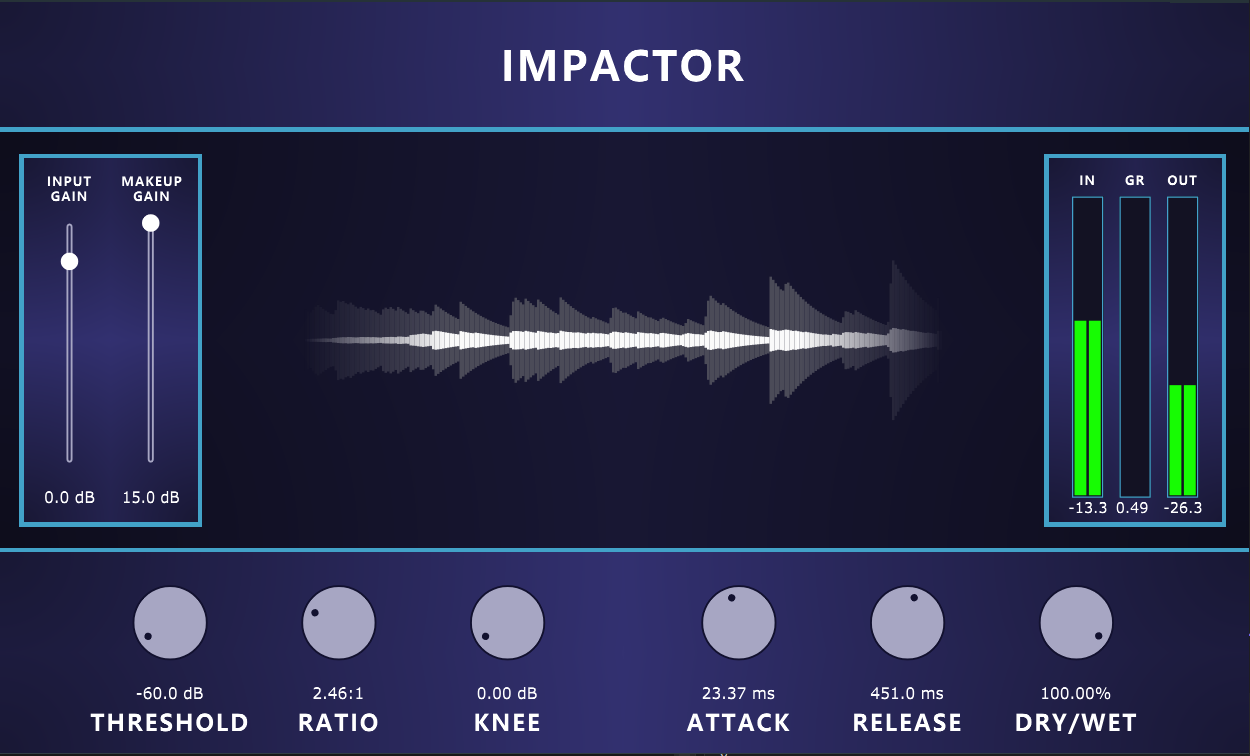 IMPACTOR
INPUT
GAIN
MAKEUP
GAIN
0.0 dB
15.0 dB
IN GR OUT
-13.3 0.49 -26.3
-60.0 dB
THRESHOLD
2.46:1
RATIO
0.00 dB
KNEE
23.37 ms
ATTACK
451.0 ms
RELEASE
100.00%
DRY/WET